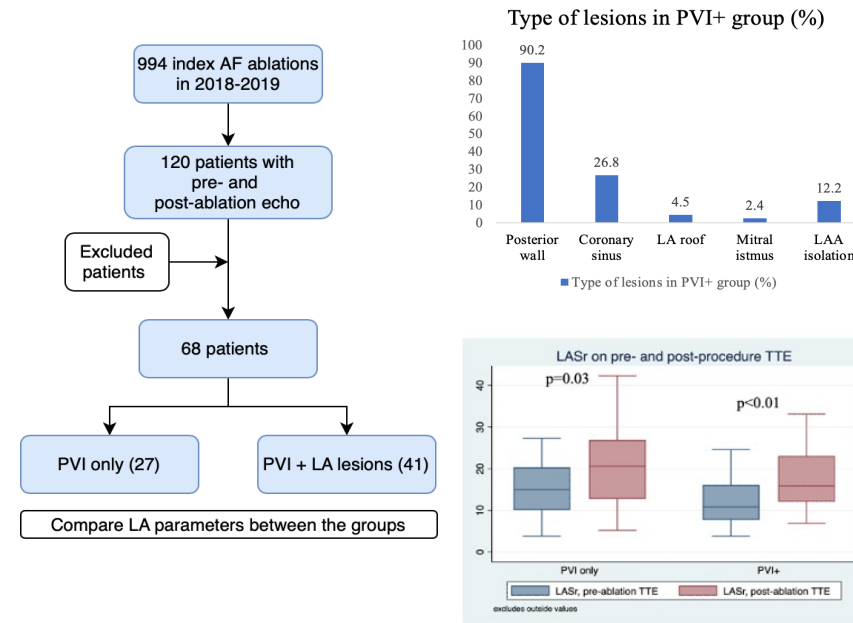 994 index AF ablations
in 2018-2019
120 patients with
pre- and
post-ablation echo
Excluded
patients
68 patients
PVI only (27)
PVI + LA lesions (41)
Compare LA parameters between the groups
Type of lesions in PVI+ group (%)
100
90
80
70
60
50
40
30
20
10
0
90.2
26.8
4.5
2.4
12.2
Posterior
wall
Coronary
sinus
LA roof
Mitral
istmus
LAA
isolation
Type of lesions in PVI+ group (%)
LASr on pre- and post-procedure TTE
p=0.03
p<0.01
40
30
20
10
0
PVI only
PVI+
LASr, pre-ablation TTE
LASr, post-ablation TTE
excludes outside values